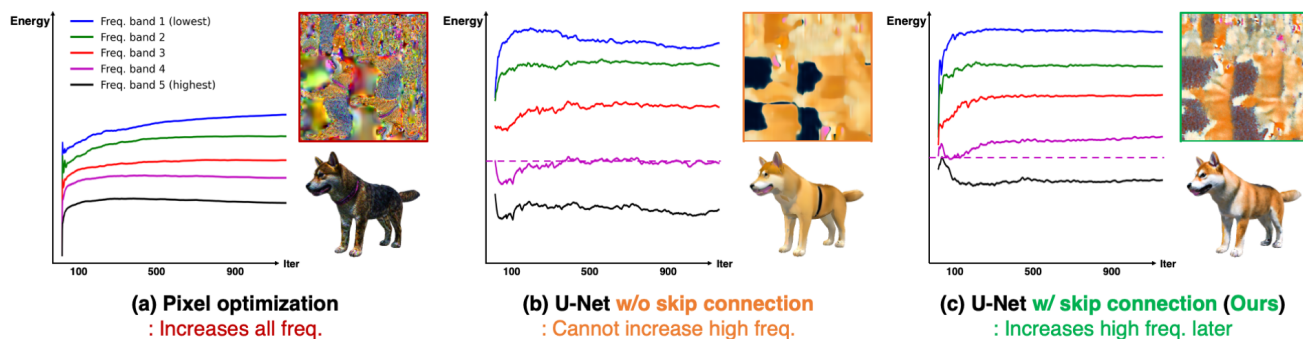 Energy
Freq. band 1 (lowest)
Freq. band 2
Freq. band 3
Freq. band 4
Freq. band 5 (highest)
100
500
900
Iter
(a) Pixel optimization
: Increases all freq.
Energy
100
500
900
Iter
(b) U-Net w/o skip connection
: Cannot increase high freq.
Energy
100
500
900
Iter
(c) U-Net w/ skip connection (Ours)
: Increases high freq. later